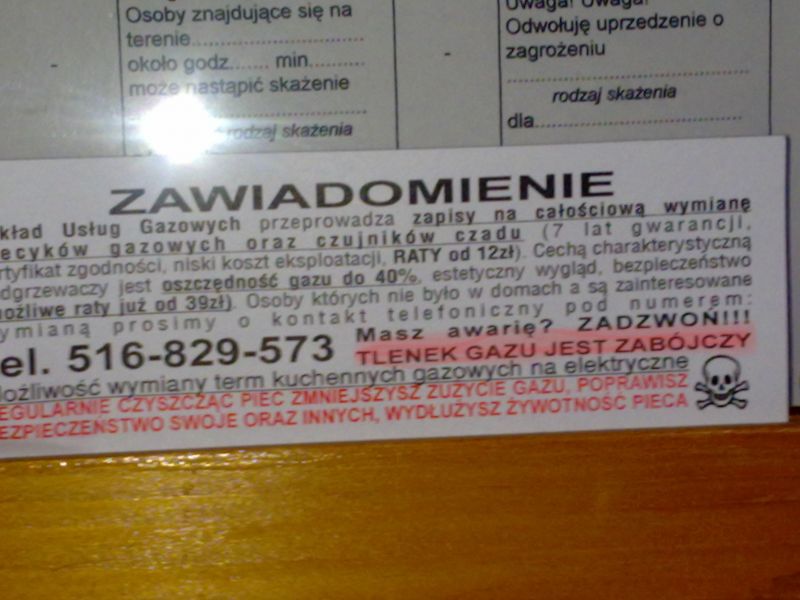 Osoby znajdujące się na
terenie
około godz....... min.
może nastąpić skażenie
rodzaj skażenia
Uwaga! Uwaga!
Odwołuję uprzedzenie o
zagrożeniu
rodzaj skażenia
dla
ZAWIADOMIENIE
kład Usług Gazowych przeprowadza zapisy na całościową wymianę
ecyków gazowych oraz czujników czadu (7 lat gwarancji,
rtyfikat zgodności, niski koszt eksploatacji, RATY od 12zł). Cechą charakterystyczną
dgrzewaczy jest oszczędność gazu do 40%, estetyczny wygląd, bezpieczeństwo
ożliwe raty już od 39zł). Osoby których nie było w domach a są zainteresowane
ymianą prosimy o kontakt telefoniczny pod numerem:
el. 516-829-573
Masz awarię? ZADZWOŃ!!!
TLENEK GAZU JEST ZABÓJCZY
ożliwość wymiany term kuchennych gazowych na elektryczne
EGULARNIE CZYSZCZĄC PIEC ZMNIEJSZYSZ ZUŻYCIE GAZU, POPRAWISZ
EZPIECZEŃSTWO SWOJE ORAZ INNYCH, WYDŁUŻYSZ ŻYWOTNOŚĆ PIECA